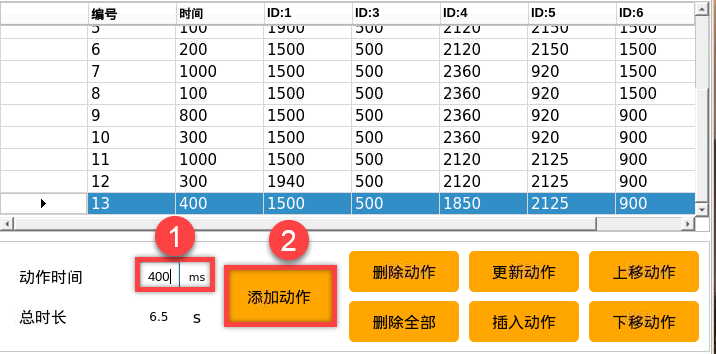 编号 时间 ID:1 ID:3 ID:4 ID:5 ID:6
5 100 1900 500 2120 2150 1500
6 200 1500 500 2120 2150 1500
7 1000 1500 500 2360 920 1500
8 100 1500 500 2360 920 1500
9 800 1500 500 2360 920 900
10 300 1500 500 2360 920 900
11 1000 1500 500 2120 2125 900
12 300 1940 500 2120 2125 900
13 400 1500 500 1850 2125 900
1 2
动作时间 400 ms 添加动作 删除动作 更新动作 上移动作
总时长 6.5 s 删除全部 插入动作 下移动作